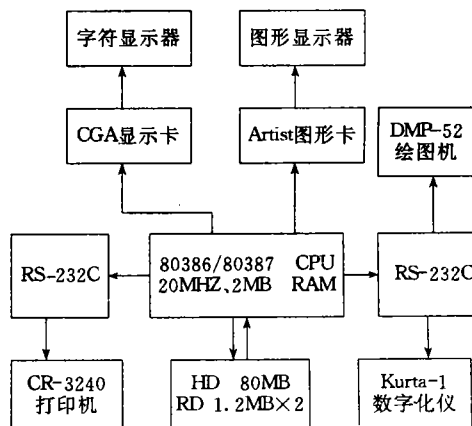 字符显示器
图形显示器
CGA显示卡
Artist图形卡
DMP-52
绘图机
RS-232C
80386/80387 CPU
20MHZ、2MB RAM
RS-232C
CR-3240
打印机
HD 80MB
RD 1.2MB×2
Kurta-1
数字化仪